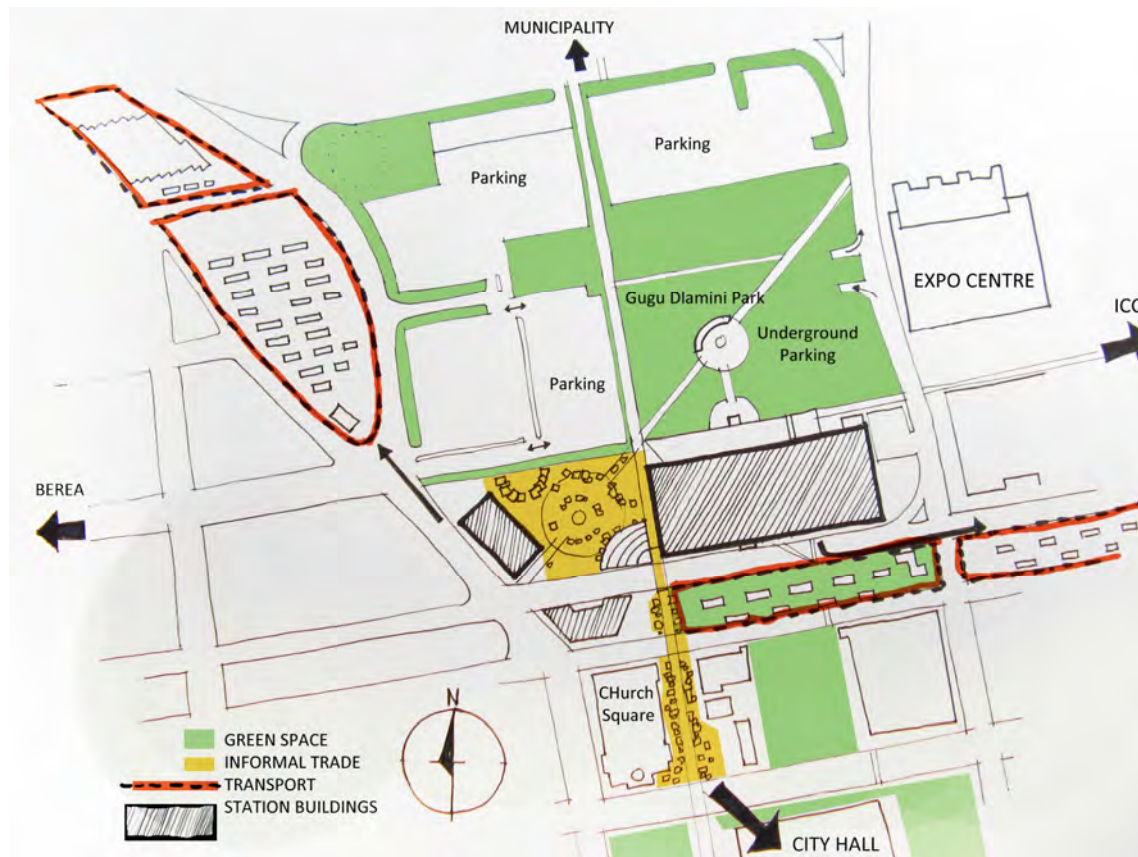 MUNICIPALITY
Parking
Parking
EXPO CENTRE
Gugu Dlamini Park
ICC
Underground
Parking
Parking
BEREA
N
CHurch
Square
GREEN SPACE
INFORMAL TRADE
TRANSPORT
STATION BUILDINGS
CITY HALL